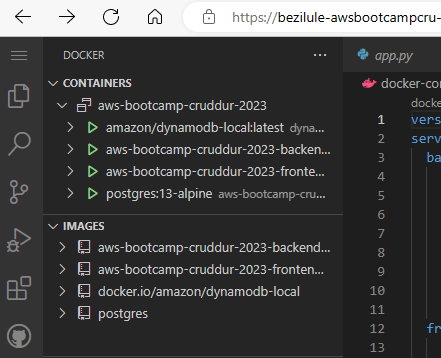 https://bezilule-awsbootcampcru-
DOCKER
...
CONTAINERS
aws-bootcamp-cruddur-2023
amazon/dynamodb-local:latest dyna...
aws-bootcamp-cruddur-2023-backen...
aws-bootcamp-cruddur-2023-fronte...
postgres:13-alpine aws-bootcamp-cru...
IMAGES
aws-bootcamp-cruddur-2023-backend...
aws-bootcamp-cruddur-2023-fronten...
docker.io/amazon/dynamodb-local
postgres
app.py
docker-cor
docke
1 vers
2 serv
3 ba
4
5
6
7
8
9
10
11
12 fr
13